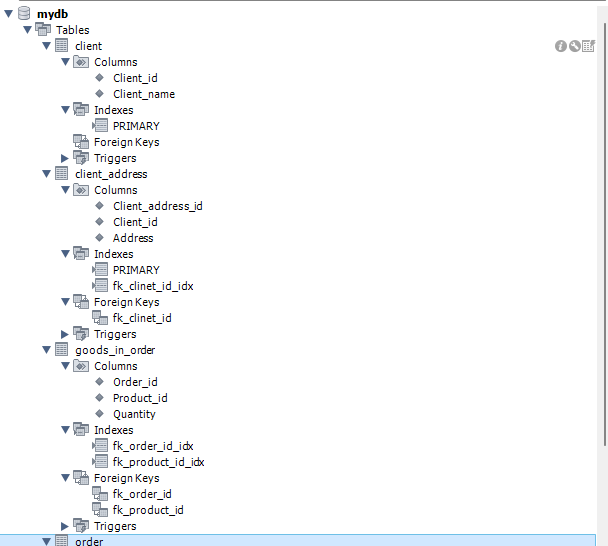 mydb
Tables
client
Columns
Client_id
Client_name
Indexes
PRIMARY
Foreign Keys
Triggers
client_address
Columns
Client_address_id
Client_id
Address
Indexes
PRIMARY
fk_clinet_id_idx
Foreign Keys
fk_clinet_id
Triggers
goods_in_order
Columns
Order_id
Product_id
Quantity
Indexes
fk_order_id_idx
fk_product_id_idx
Foreign Keys
fk_order_id
fk_product_id
Triggers
order